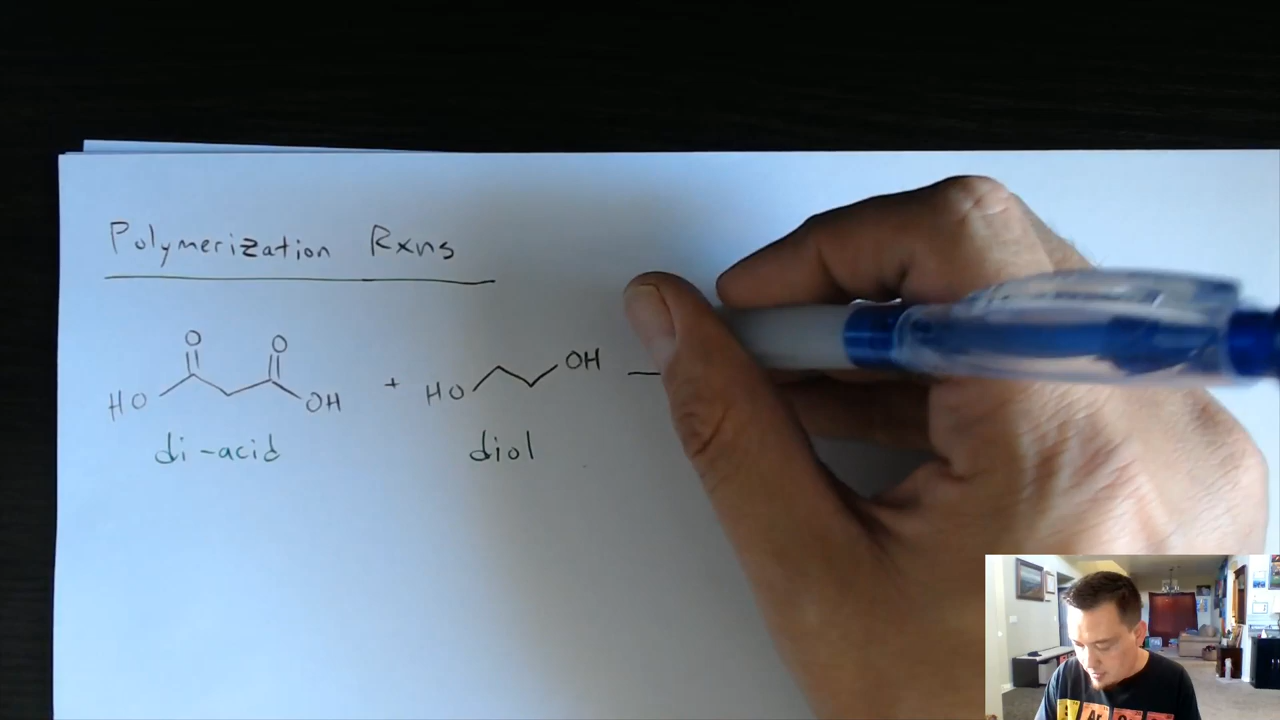 Polymerization Rxns
O O
HO OH + HO OH
di-acid diol